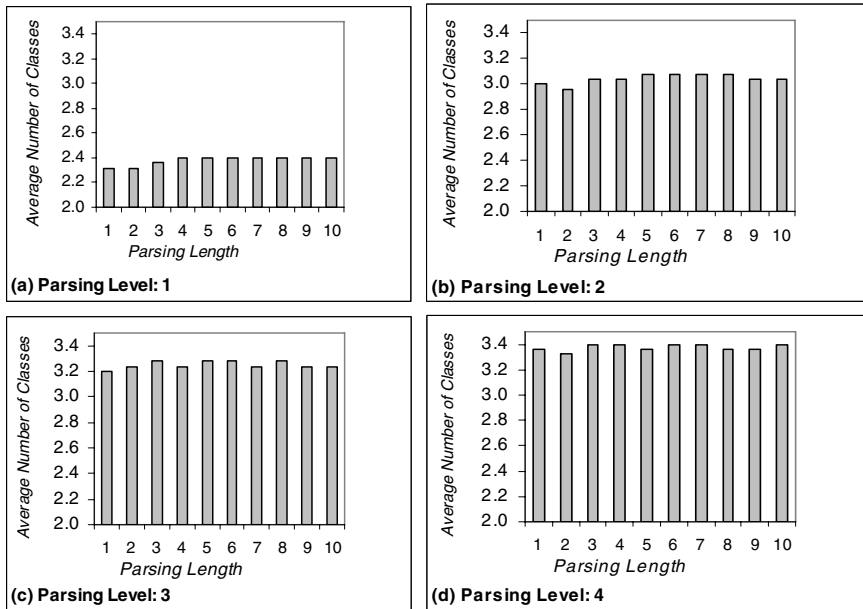 Average Number of Classes
3.4
3.2
3.0
2.8
2.6
2.4
2.2
2.0
1 2 3 4 5 6 7 8 9 10
Parsing Length
(a) Parsing Level: 1
Average Number of Classes
3.4
3.2
3.0
2.8
2.6
2.4
2.2
2.0
1 2 3 4 5 6 7 8 9 10
Parsing Length
(b) Parsing Level: 2
Average Number of Classes
3.4
3.2
3.0
2.8
2.6
2.4
2.2
2.0
1 2 3 4 5 6 7 8 9 10
Parsing Length
(c) Parsing Level: 3
Average Number of Classes
3.4
3.2
3.0
2.8
2.6
2.4
2.2
2.0
1 2 3 4 5 6 7 8 9 10
Parsing Length
(d) Parsing Level: 4